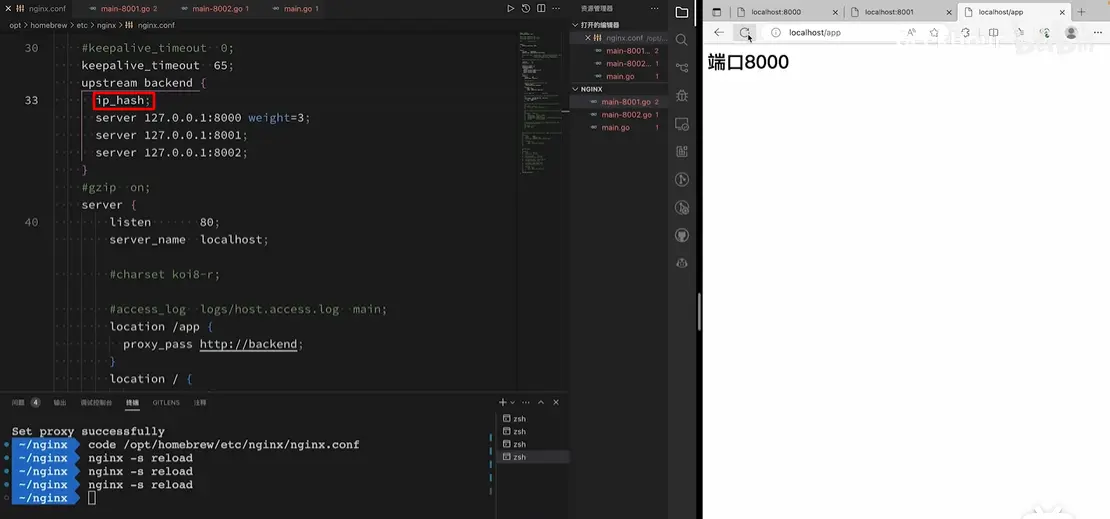 nginx.conf
main-8001.go 2
main-8002.go 1
main.go 1
opt > homebrew > etc > nginx > nginx.conf
30 #keepalive_timeout 0;
keepalive_timeout 65;
upstream backend {
33 ip_hash;
server 127.0.0.1:8000 weight=3;
server 127.0.0.1:8001;
server 127.0.0.1:8002;
}
#gzip on;
server {
40 listen 80;
server_name localhost;
#charset koi8-r;
#access_log logs/host.access.log main;
location /app {
proxy_pass http://backend;
}
location / {
问题 4 输出 调试控制台 终端 GITLENS 注释
Set proxy successfully
~/nginx code /opt/homebrew/etc/nginx/nginx.conf
~/nginx nginx -s reload
~/nginx nginx -s reload
~/nginx nginx -s reload
~/nginx
zsh
zsh
zsh
zsh
资源管理器
打开的编辑器
nginx.conf /opt/...
main-8001... 2
main-8002... 1
main.go 1
NGINX
main-8001.go 2
main-8002.go 1
main.go 1
localhost:8000
localhost:8001
localhost/app
localhost/app
端口8000